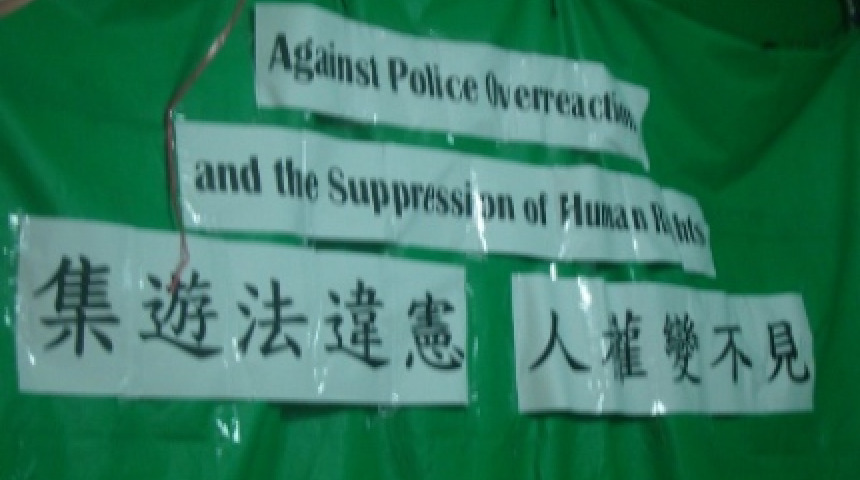 Against Police Overreaction
and the Suppression of Human Rights
集遊法違憲 人權變不見